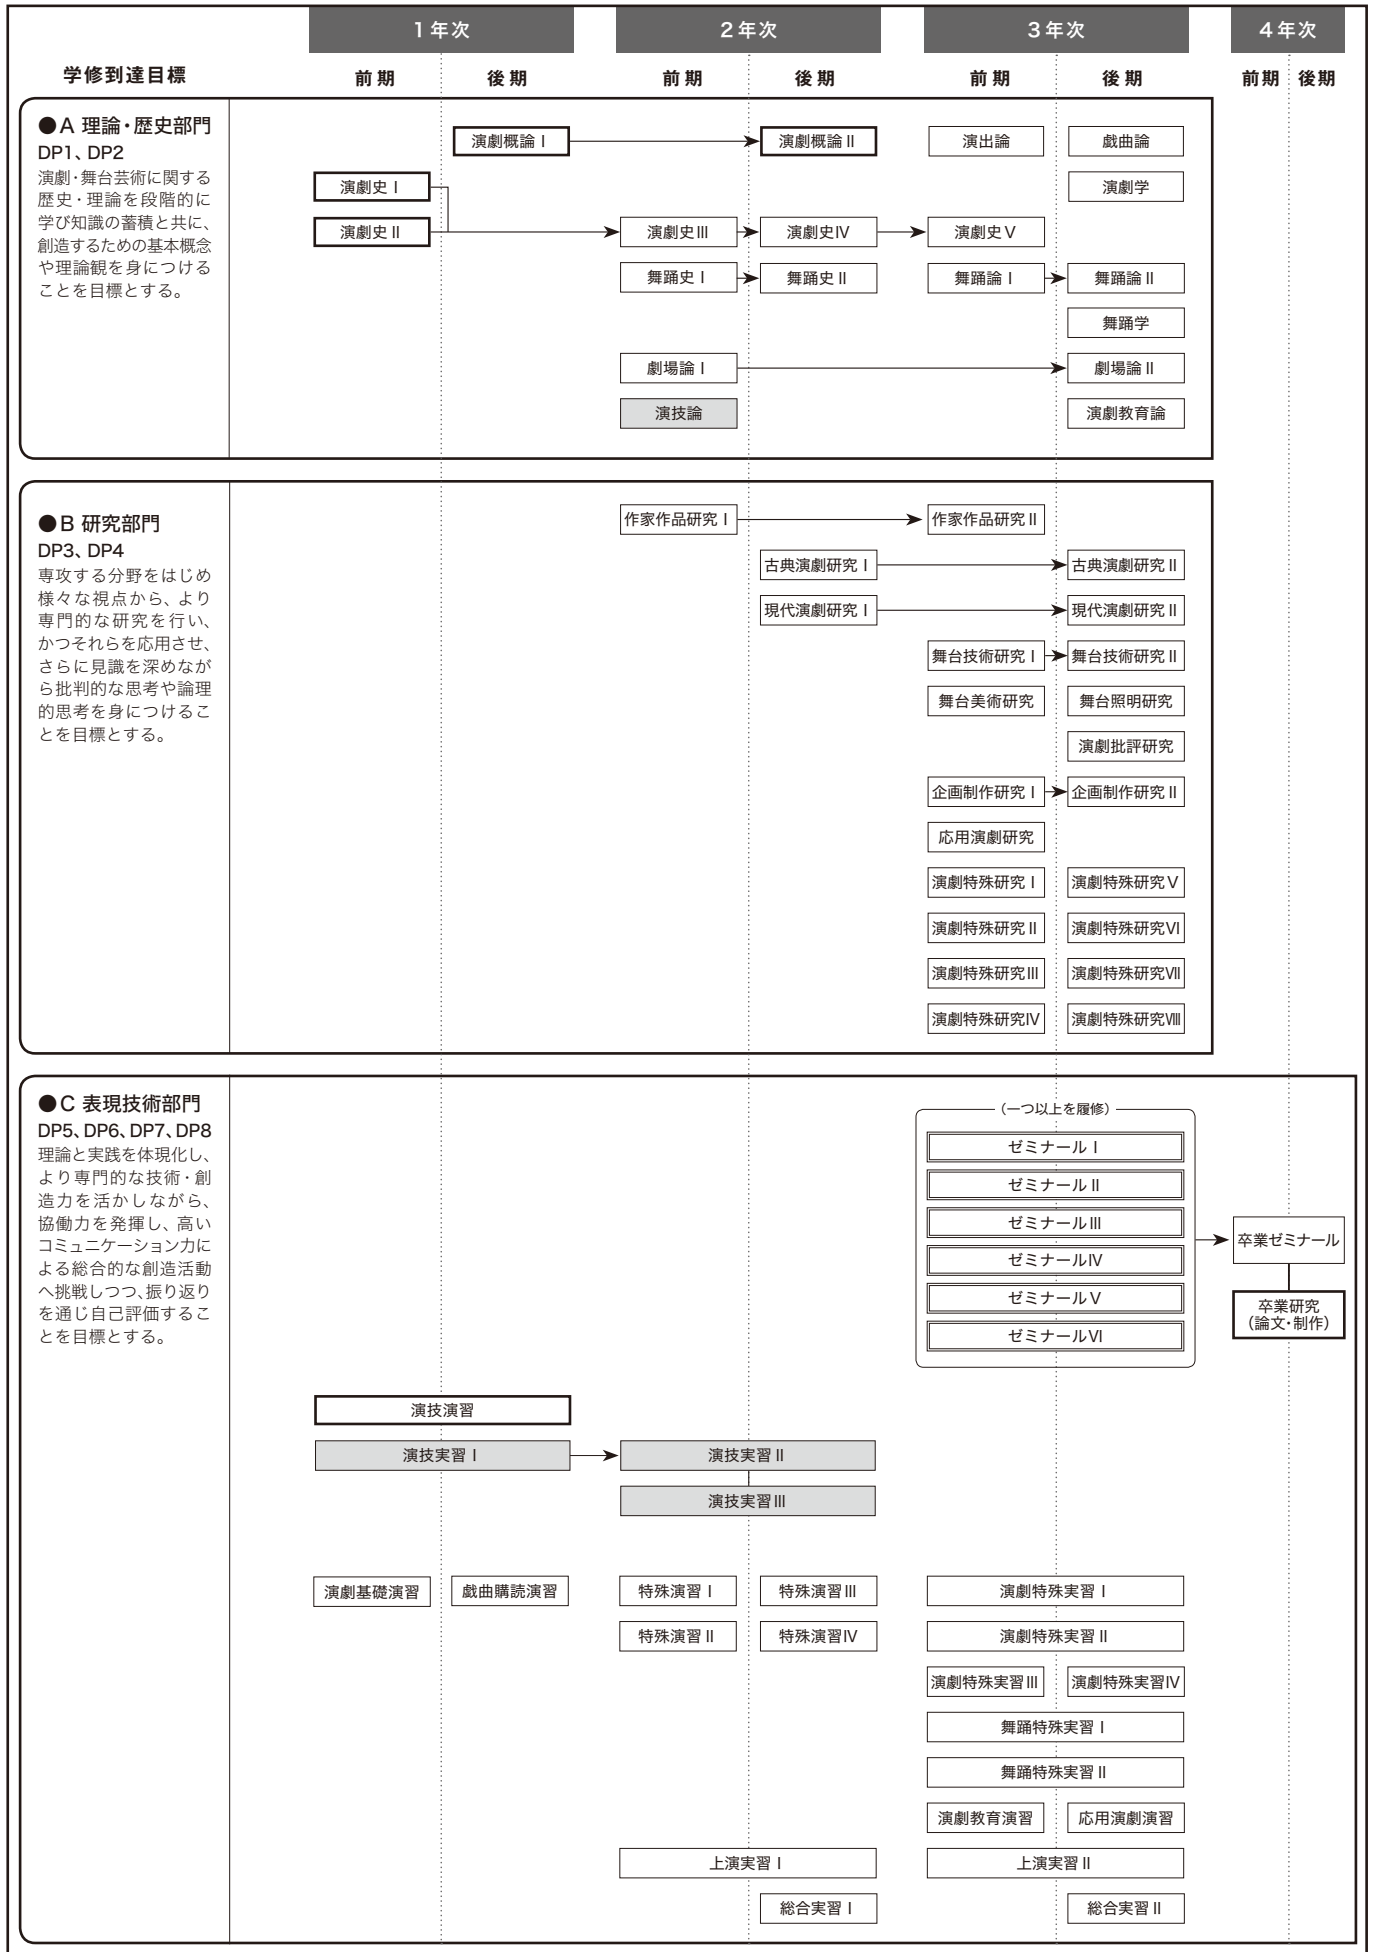 1年次 2年次 3年次 4年次
学修到達目標 前期 後期 前期 後期 前期 後期 前期 後期
●A 理論・歴史部門
DP1、DP2
演劇・舞台芸術に関する
歴史・理論を段階的に
学び知識の蓄積と共に、
創造するための基本概念
や理論観を身につける
ことを目標とする。
演劇概論Ⅰ 演劇概論Ⅱ 演出論 戯曲論
演劇史Ⅰ 演劇学
演劇史Ⅱ 演劇史Ⅲ 演劇史Ⅳ 演劇史Ⅴ
舞踊史Ⅰ 舞踊史Ⅱ 舞踊論Ⅰ 舞踊論Ⅱ
舞踊学
劇場論Ⅰ 劇場論Ⅱ
演技論 演劇教育論
●B 研究部門
DP3、DP4
専攻する分野をはじめ
様々な視点から、より
専門的な研究を行い、
かつそれらを応用させ、
さらに見識を深めなが
ら批判的な思考や論理
的思考を身につけるこ
とを目標とする。
作家作品研究Ⅰ 作家作品研究Ⅱ
古典演劇研究Ⅰ 古典演劇研究Ⅱ
現代演劇研究Ⅰ 現代演劇研究Ⅱ
舞台技術研究Ⅰ 舞台技術研究Ⅱ
舞台美術研究 舞台照明研究
演劇批評研究
企画制作研究Ⅰ 企画制作研究Ⅱ
応用演劇研究
演劇特殊研究Ⅰ 演劇特殊研究Ⅴ
演劇特殊研究Ⅱ 演劇特殊研究Ⅵ
演劇特殊研究Ⅲ 演劇特殊研究Ⅶ
演劇特殊研究Ⅳ 演劇特殊研究Ⅷ
●C 表現技術部門
DP5、DP6、DP7、DP8
理論と実践を体現化し、
より専門的な技術・創
造力を活かしながら、
協働力を発揮し、高い
コミュニケーション力に
よる総合的な創造活動
へ挑戦しつつ、振り返り
を通じ自己評価するこ
とを目標とする。
(一つ以上を履修)
ゼミナールⅠ
ゼミナールⅡ
ゼミナールⅢ
ゼミナールⅣ
ゼミナールⅤ
ゼミナールⅥ
卒業ゼミナール
卒業研究
(論文・制作)
演技演習
演技実習Ⅰ 演技実習Ⅱ
演技実習Ⅲ
演劇基礎演習 戯曲購読演習 特殊演習Ⅰ 特殊演習Ⅲ 演劇特殊実習Ⅰ
特殊演習Ⅱ 特殊演習Ⅳ 演劇特殊実習Ⅱ
演劇特殊実習Ⅲ 演劇特殊実習Ⅳ
舞踊特殊実習Ⅰ
舞踊特殊実習Ⅱ
演劇教育演習 応用演劇演習
上演実習Ⅰ 上演実習Ⅱ
総合実習Ⅰ 総合実習Ⅱ